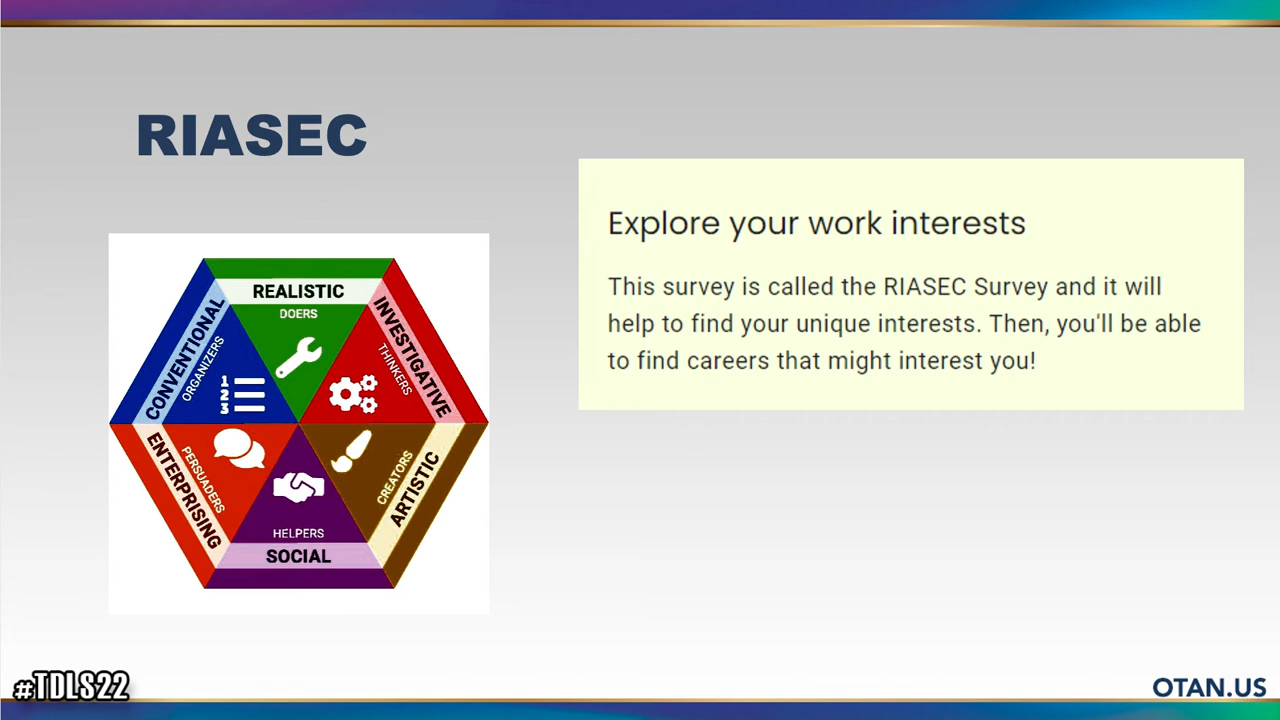 RIASEC
REALISTIC
DOERS
INVESTIGATIVE
THINKERS
ARTISTIC
CREATORS
SOCIAL
HELPERS
ENTERPRISING
PERSUADERS
CONVENTIONAL
ORGANIZERS
1
2
3
Explore your work interests
This survey is called the RIASEC Survey and it will
help to find your unique interests. Then, you'll be able
to find careers that might interest you!
#TDLS22
OTAN.US